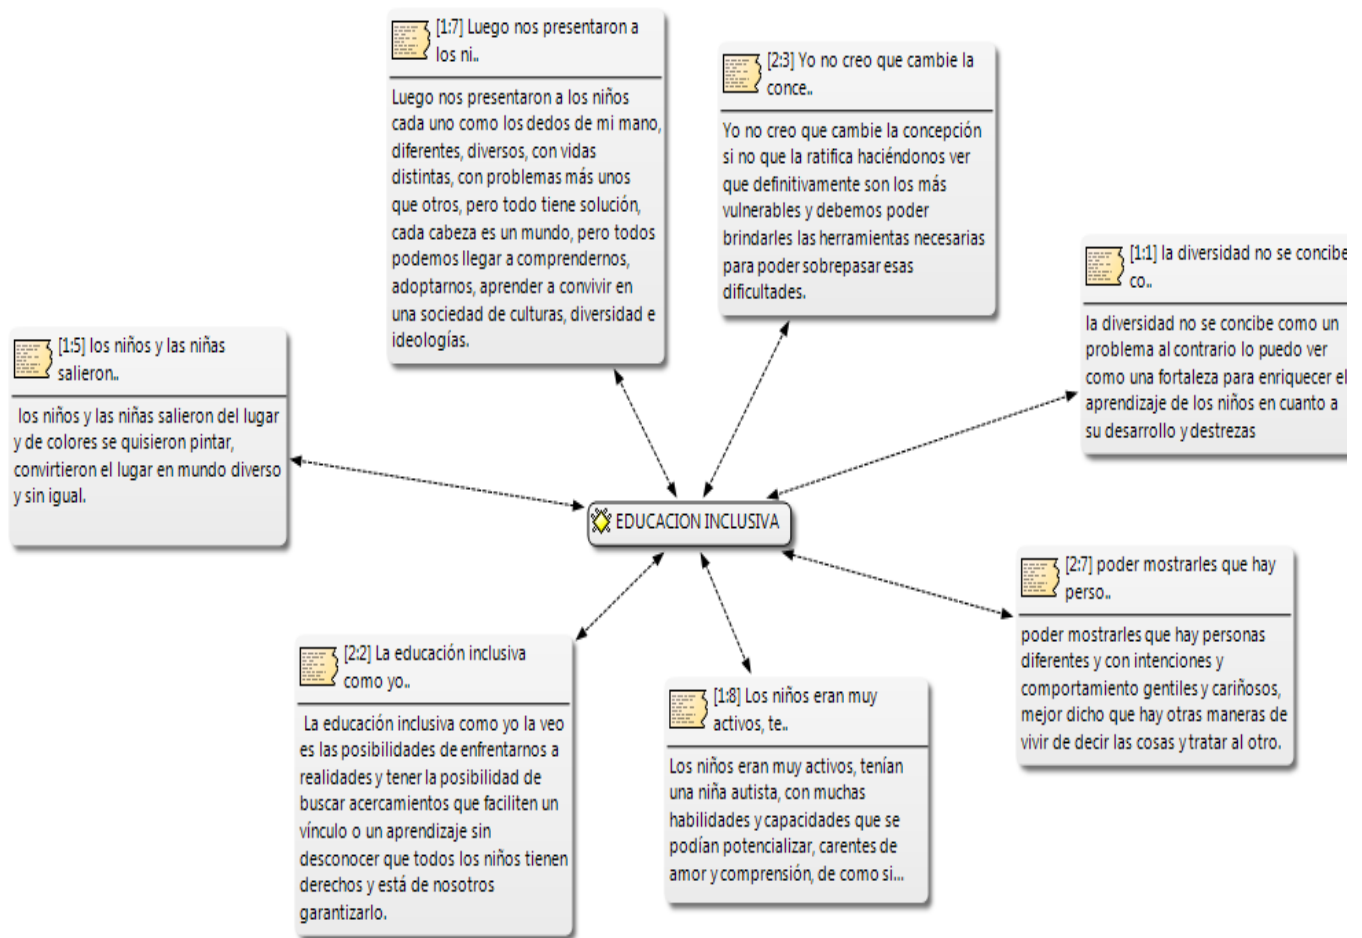 [1:7] Luego nos presentaron a
los ni..
Luego nos presentaron a los niños
cada uno como los dedos de mi mano,
diferentes, diversos, con vidas
distintas, con problemas más unos
que otros, pero todo tiene solución,
cada cabeza es un mundo, pero todos
podemos llegar a comprendernos,
adoptarnos, aprender a convivir en
una sociedad de culturas, diversidad e
ideologías.
[2:3] Yo no creo que cambie la
conce..
Yo no creo que cambie la concepción
si no que la ratifica haciéndonos ver
que definitivamente son los más
vulnerables y debemos poder
brindarles las herramientas necesarias
para poder sobrepasar esas
dificultades.
[1:1] la diversidad no se concibe
co..
la diversidad no se concibe como un
problema al contrario lo puedo ver
como una fortaleza para enriquecer el
aprendizaje de los niños en cuanto a
su desarrollo y destrezas
[1:5] los niños y las niñas
salieron..
los niños y las niñas salieron del lugar
y de colores se quisieron pintar,
convirtieron el lugar en mundo diverso
y sin igual.
EDUCACION INCLUSIVA
[2:7] poder mostrarles que hay
perso..
poder mostrarles que hay personas
diferentes y con intenciones y
comportamiento gentiles y cariñosos,
mejor dicho que hay otras maneras de
vivir de decir las cosas y tratar al otro.
[2:2] La educación inclusiva
como yo..
La educación inclusiva como yo la veo
es las posibilidades de enfrentarnos a
realidades y tener la posibilidad de
buscar acercamientos que faciliten un
vínculo o un aprendizaje sin
desconocer que todos los niños tienen
derechos y está de nosotros
garantizarlo.
[1:8] Los niños eran muy
activos, te..
Los niños eran muy activos, tenían
una niña autista, con muchas
habilidades y capacidades que se
podían potencializar, carentes de
amor y comprensión, de como si...